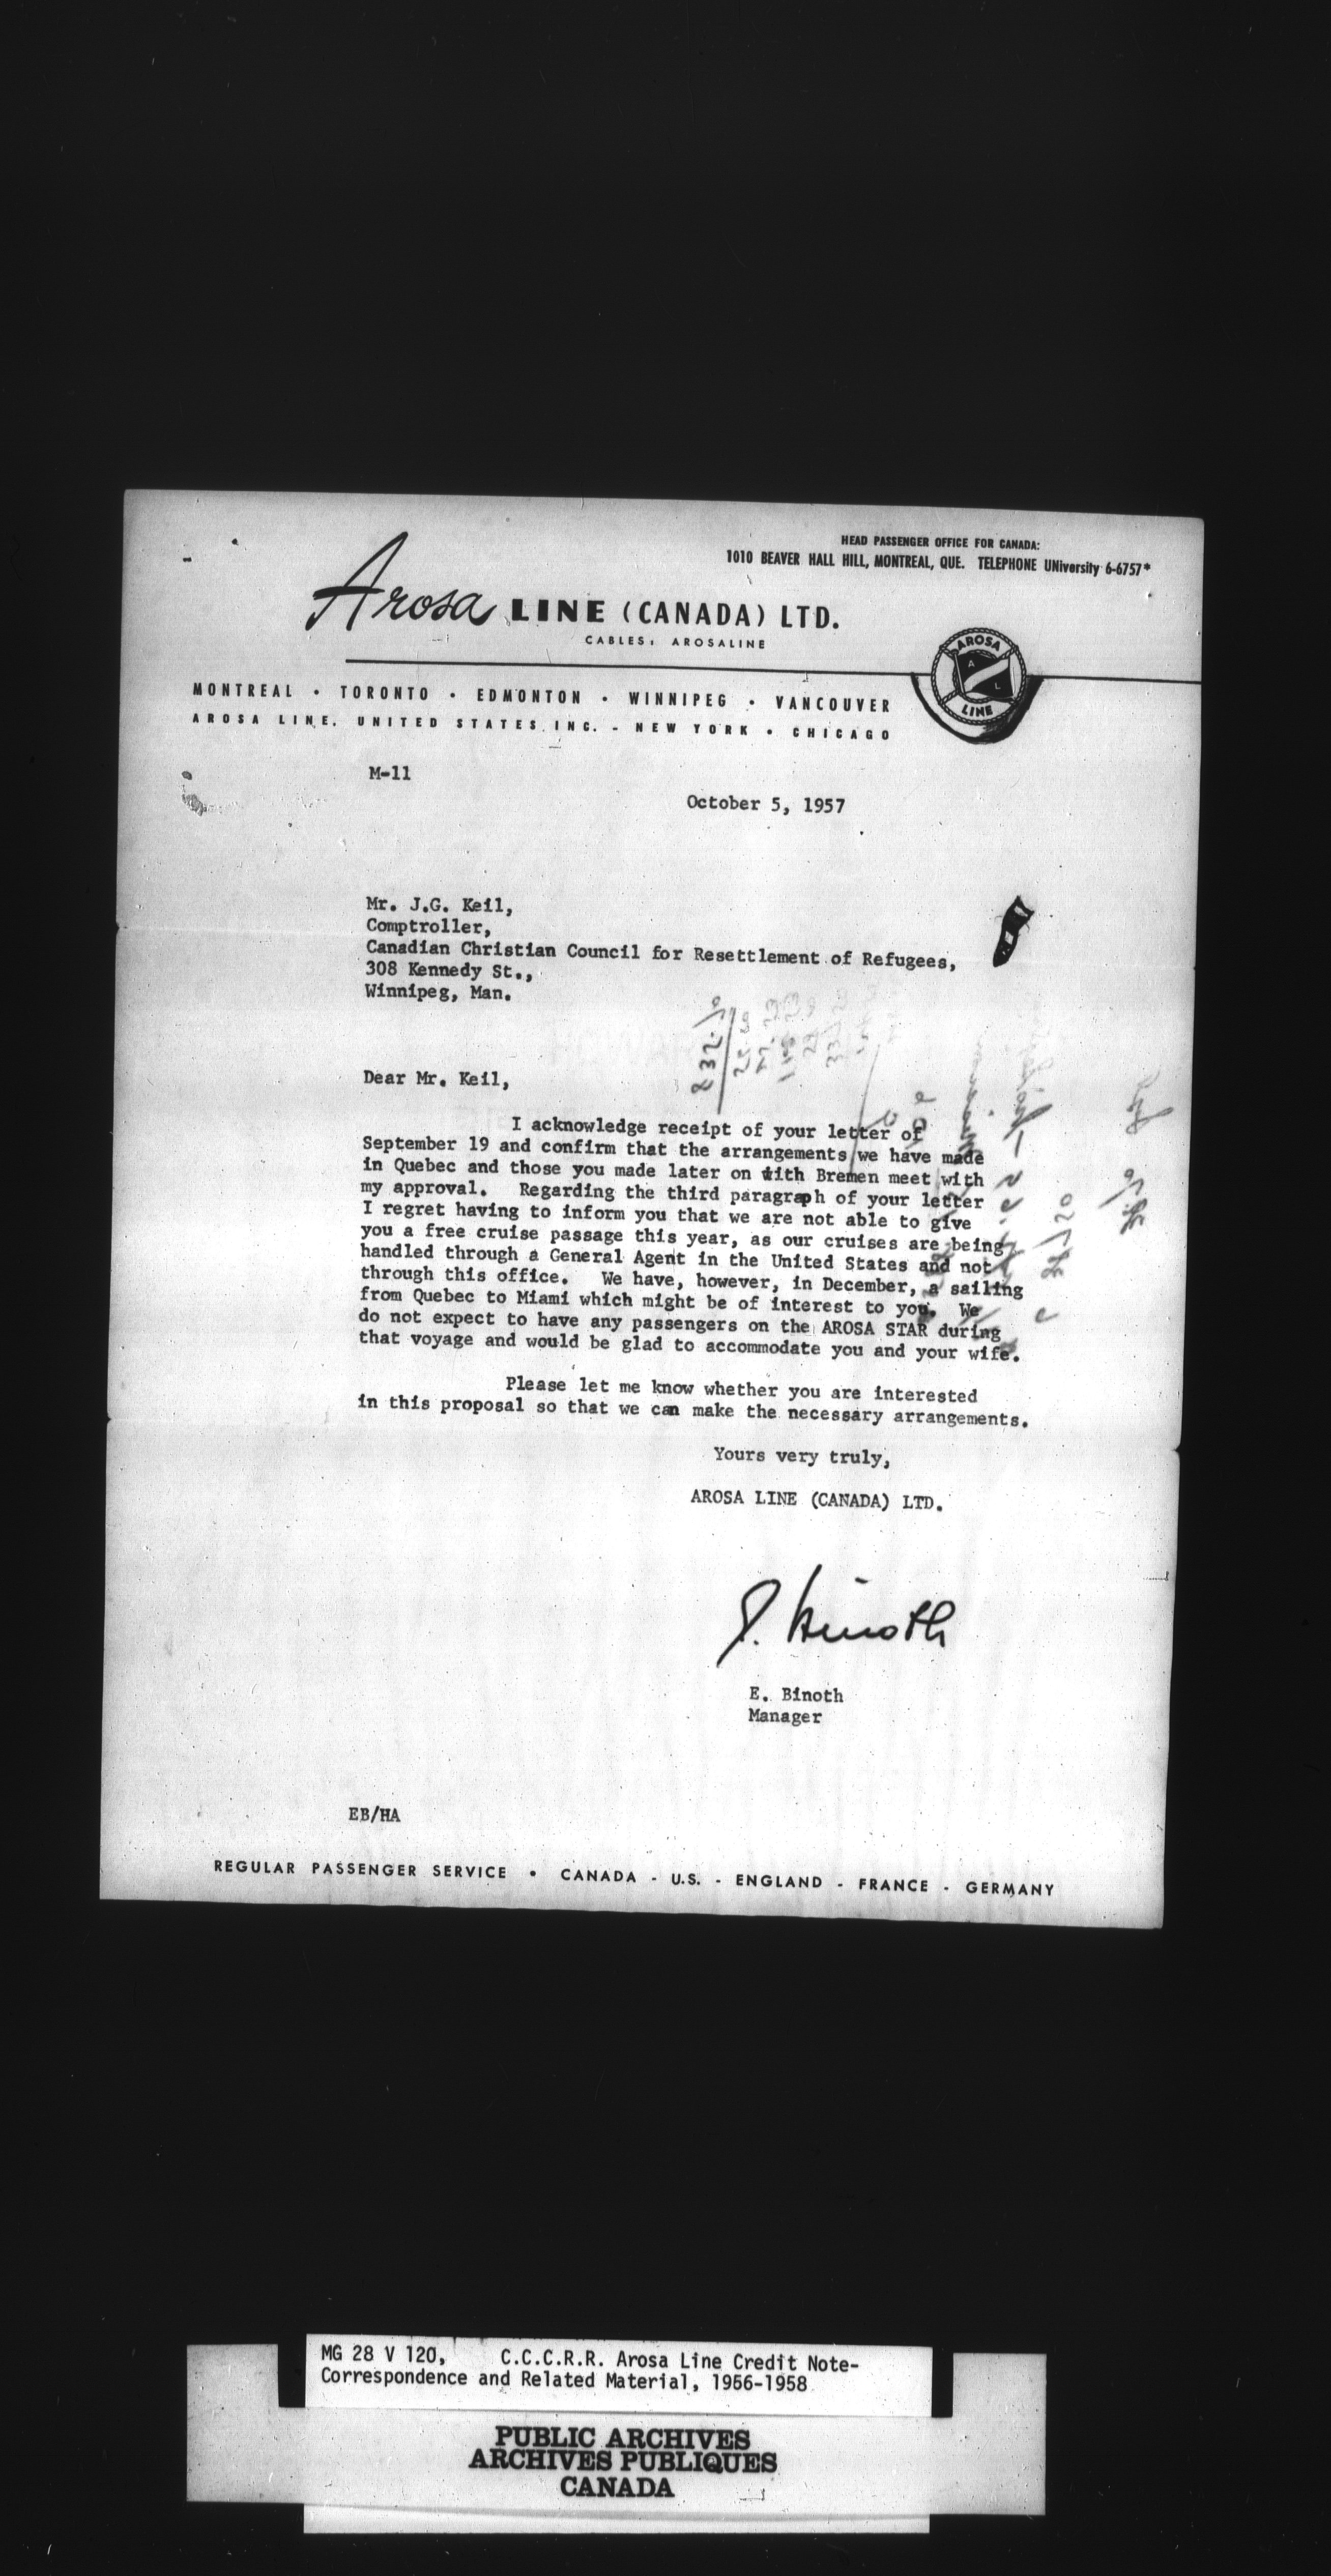 HEAD PASSENGER OFFICE FOR CANADA:
1010 BEAVER HALL HILL, MONTREAL, QUE. TELEPHONE UNiversity 6-6757*
Arosa LINE (CANADA) LTD.
CABLES: AROSALINE
AROSA
A
L
LINE
MONTREAL • TORONTO • EDMONTON • WINNIPEG • VANCOUVER
AROSA LINE, UNITED STATES INC. - NEW YORK • CHICAGO
M-11
October 5, 1957
Mr. J.G. Keil,
Comptroller,
Canadian Christian Council for Resettlement of Refugees,
308 Kennedy St.,
Winnipeg, Man.
Dear Mr. Keil,
I acknowledge receipt of your letter of
September 19 and confirm that the arrangements we have made
in Quebec and those you made later on with Bremen meet with
my approval. Regarding the third paragraph of your letter
I regret having to inform you that we are not able to give
you a free cruise passage this year, as our cruises are being
handled through a General Agent in the United States and not
through this office. We have, however, in December, a sailing
from Quebec to Miami which might be of interest to you. We
do not expect to have any passengers on the AROSA STAR during
that voyage and would be glad to accommodate you and your wife.
Please let me know whether you are interested
in this proposal so that we can make the necessary arrangements.
Yours very truly,
AROSA LINE (CANADA) LTD.
E. Binoth
Manager
EB/HA
REGULAR PASSENGER SERVICE • CANADA - U.S. - ENGLAND - FRANCE - GERMANY
MG 28 V 120, C.C.C.R.R. Arosa Line Credit Note-
Correspondence and Related Material, 1956-1958
PUBLIC ARCHIVES
ARCHIVES PUBLIQUES
CANADA